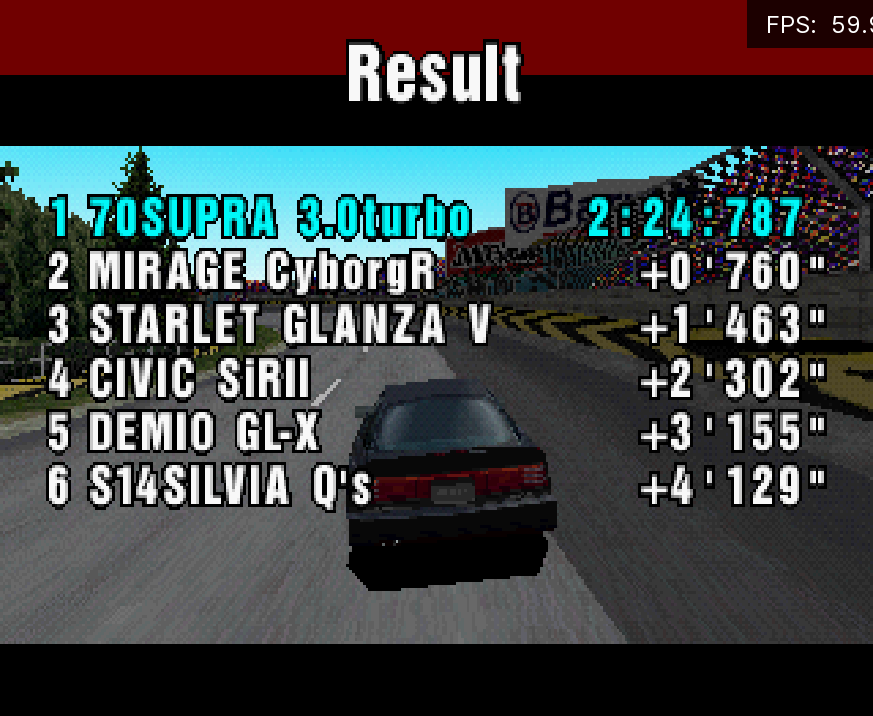 FPS: 59.9
Result
1 70SUPRA 3.0turbo 2:24:787
2 MIRAGE CyborgR +0'760"
3 STARLET GLANZA V +1'463"
4 CIVIC SiRII +2'302"
5 DEMIO GL-X +3'155"
6 S14SILVIA Q's +4'129"